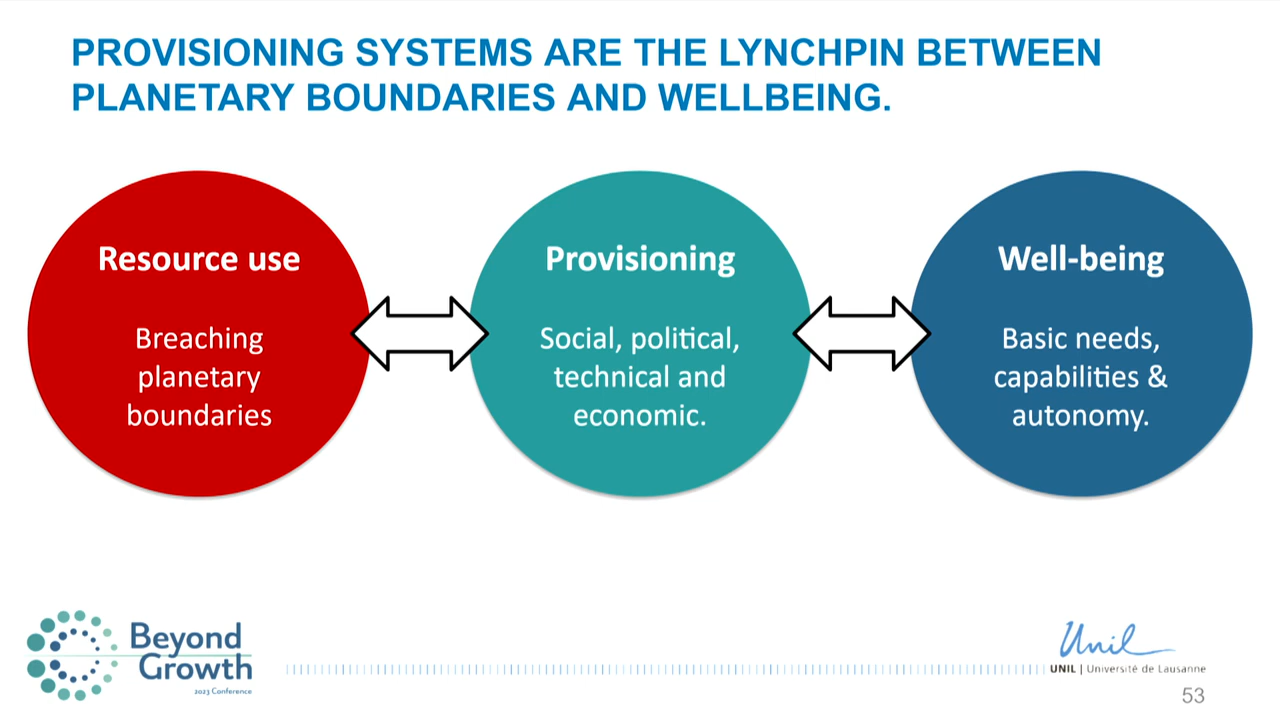 PROVISIONING SYSTEMS ARE THE LYNCHPIN BETWEEN
PLANETARY BOUNDARIES AND WELLBEING.
Resource use
Breaching
planetary
boundaries
Provisioning
Social, political,
technical and
economic.
Well-being
Basic needs,
capabilities &
autonomy.
Beyond
Growth
2023 Conference
Unil
UNIL | Université de Lausanne
53